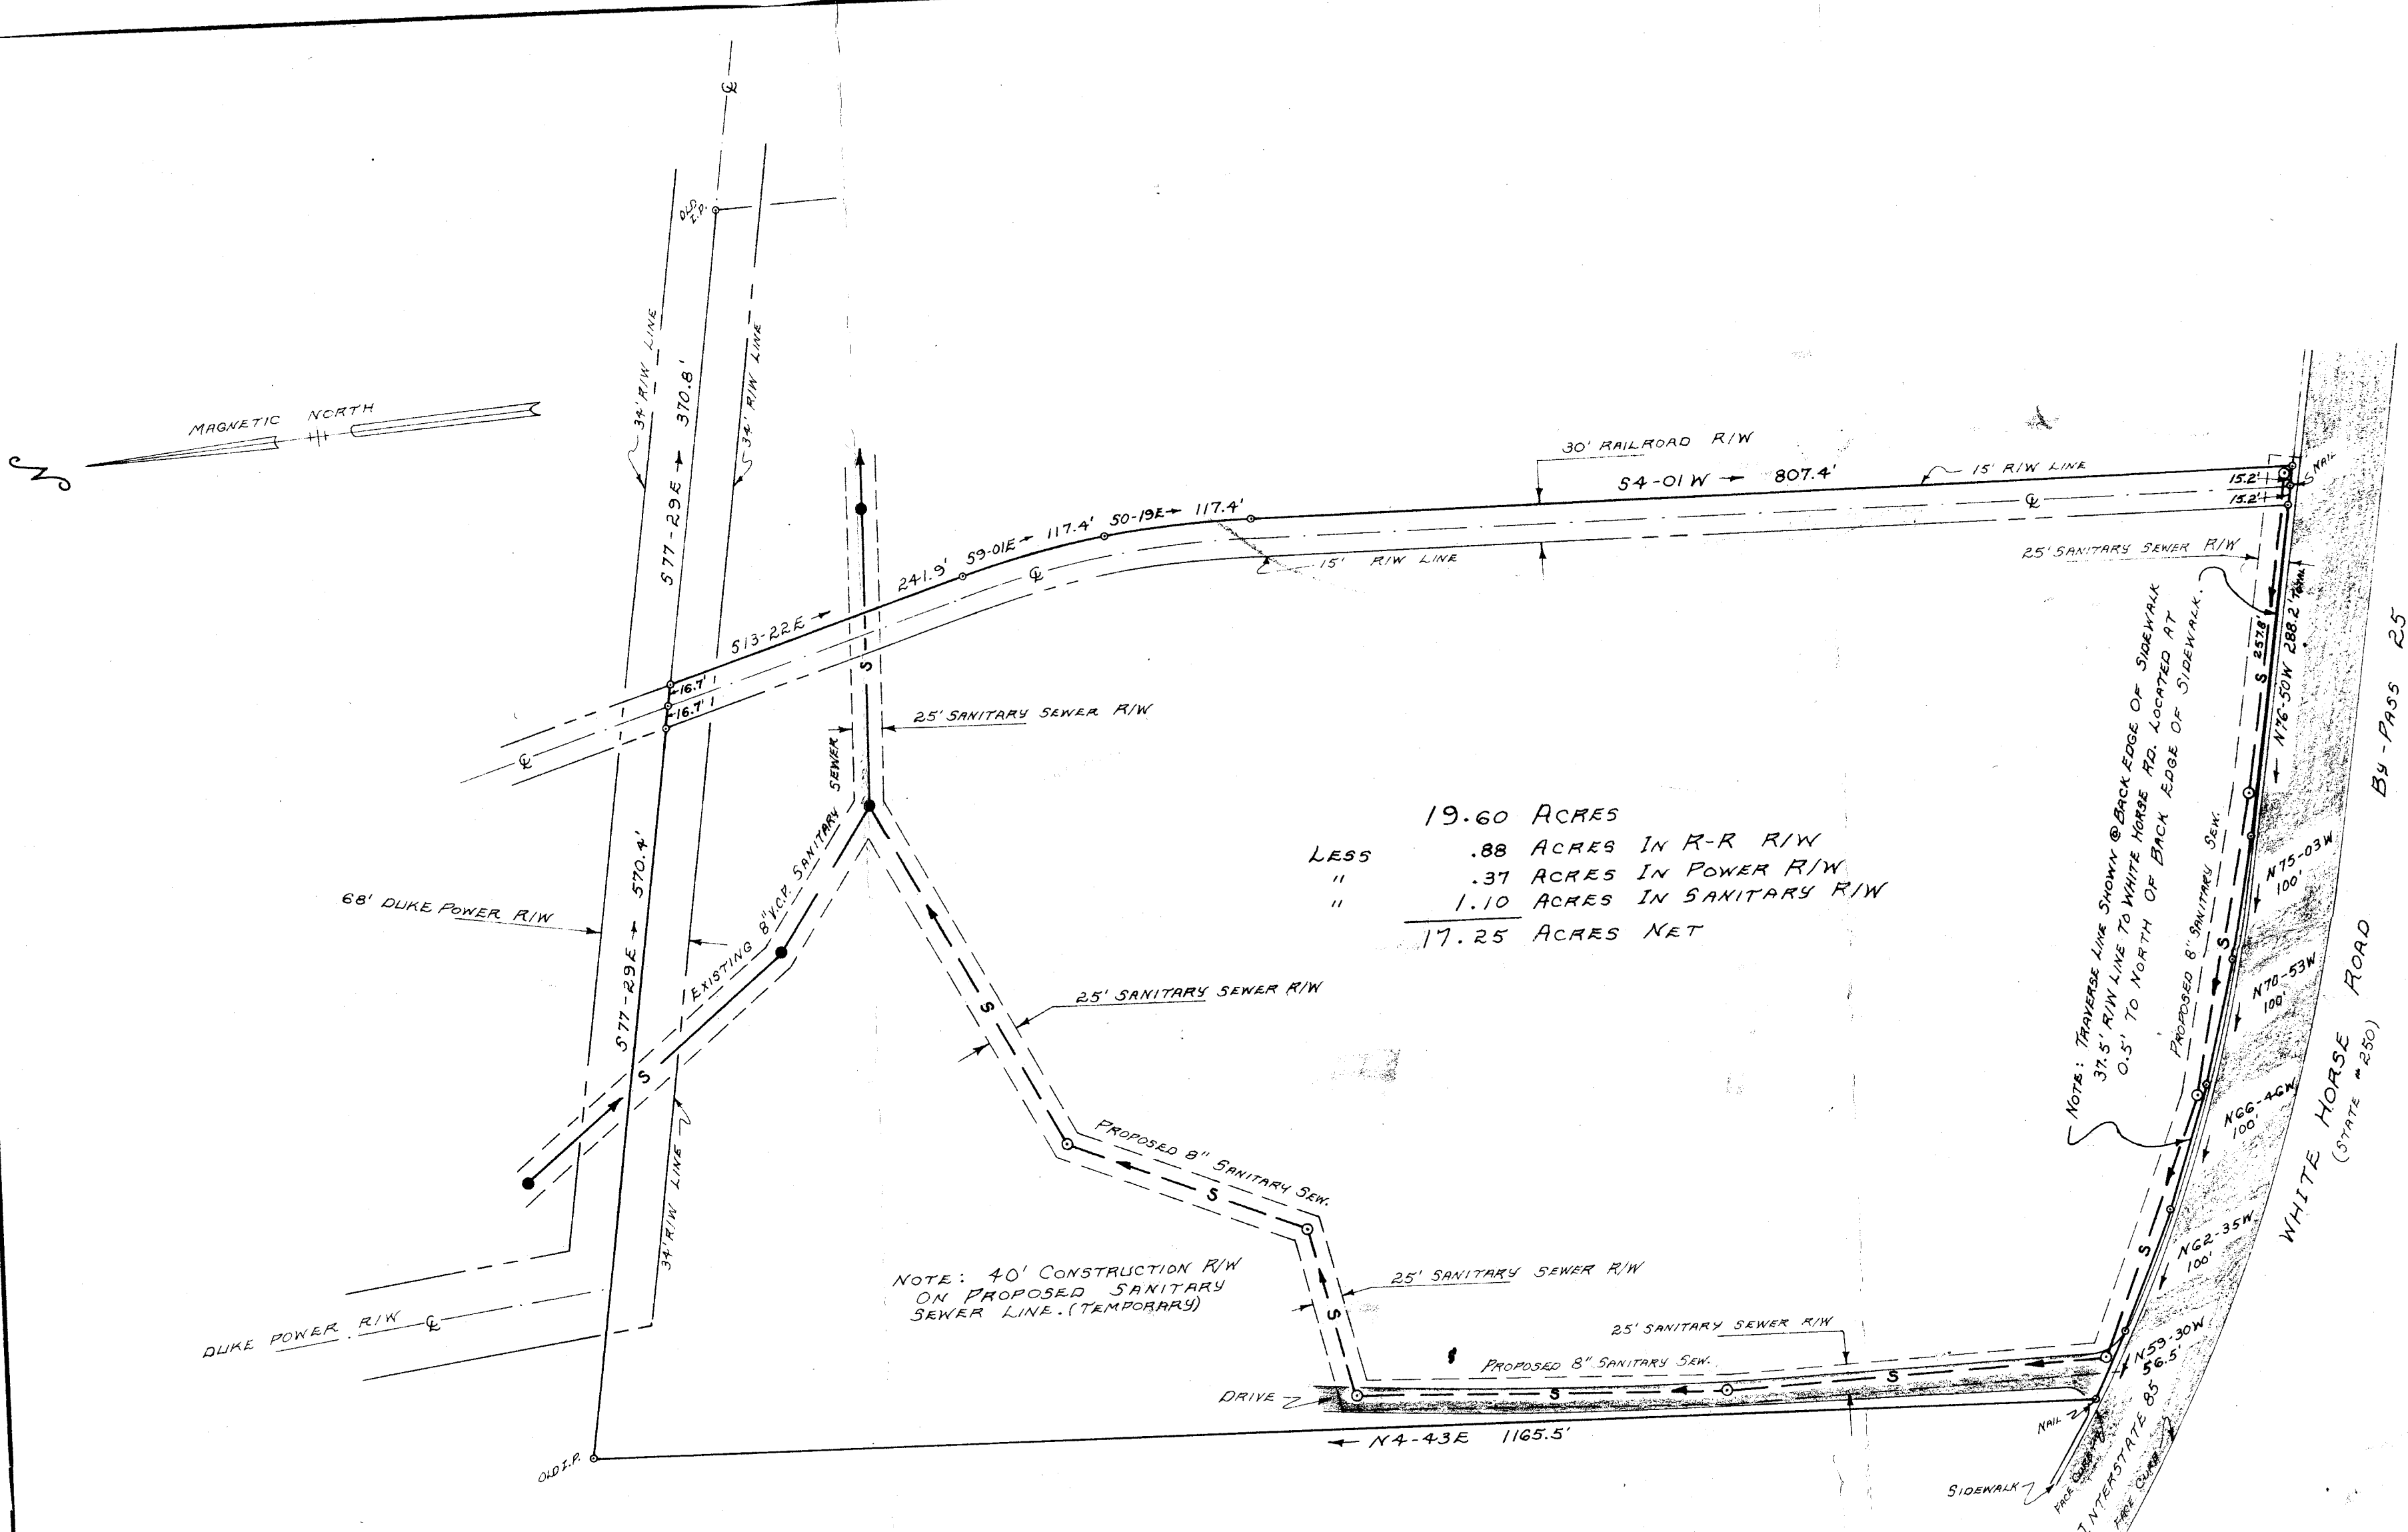 MAGNETIC NORTH
OLD
I.P.
34' R/W LINE
S77-29E → 370.8'
34' R/W LINE
30' RAILROAD R/W
S4-01W → 807.4'
15' R/W LINE
15.2'
15.2'
NAIL
S13-22E → 241.9'
S9-01E → 117.4'
S0-19E → 117.4'
15' R/W LINE
25' SANITARY SEWER R/W
16.7'
16.7'
S
25' SANITARY SEWER R/W
68' DUKE POWER R/W
S77-29E → 570.4'
EXISTING 8" V.C.P. SANITARY SEWER
S
19.60 ACRES
LESS .88 ACRES IN R-R R/W
" .37 ACRES IN POWER R/W
" 1.10 ACRES IN SANITARY R/W
17.25 ACRES NET
25' SANITARY SEWER R/W
S
PROPOSED 8" SANITARY SEW.
S
34' R/W LINE
DUKE POWER R/W
NOTE: 40' CONSTRUCTION R/W
ON PROPOSED SANITARY
SEWER LINE. (TEMPORARY)
25' SANITARY SEWER R/W
S
25' SANITARY SEWER R/W
PROPOSED 8" SANITARY SEW.
S
S
DRIVE
← N4-43E 1165.5'
OLD I.P.
NOTE: TRAVERSE LINE SHOWN @ BACK EDGE OF SIDEWALK
37.5' R/W LINE TO WHITE HORSE RD. LOCATED AT
0.5' TO NORTH OF BACK EDGE OF SIDEWALK.
PROPOSED 8" SANITARY SEW.
257.8'
S
← N76-50W 288.2' TOTAL
N75-03W
100'
S
N70-53W
100'
N66-46W
100'
N62-35W
100'
S
N59-30W
56.5'
NAIL
SIDEWALK
FACE CURB
INTERSTATE 85
FACE CURB
WHITE HORSE ROAD
(STATE #250)
BY-PASS 25